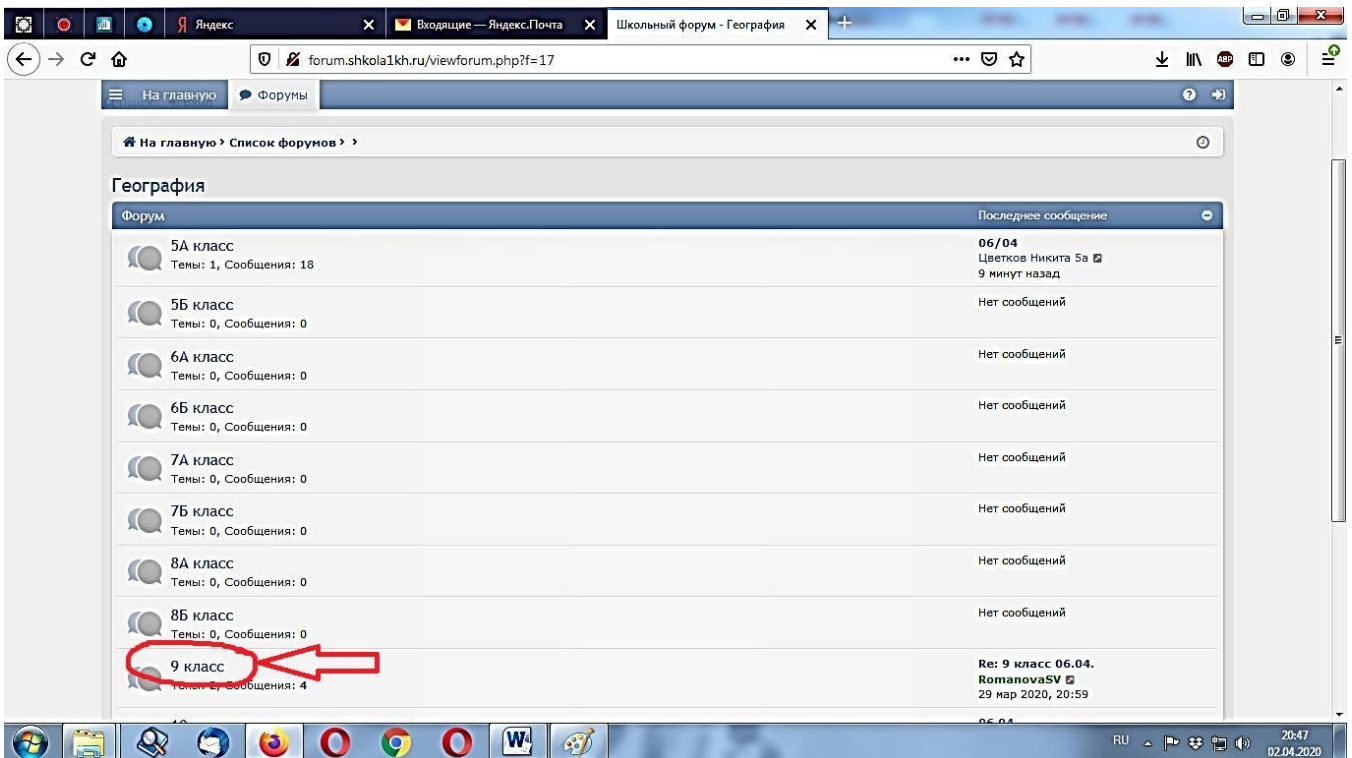 Яндекс
Входящие — Яндекс.Почта
Школьный форум - География
forum.shkola1kh.ru/viewforum.php?f=17
ABP
На главную
Форумы
На главную › Список форумов › ›
География
Форум Последнее сообщение
5А класс
Темы: 1, Сообщения: 18
06/04
Цветков Никита 5а
9 минут назад
5Б класс
Темы: 0, Сообщения: 0
Нет сообщений
6А класс
Темы: 0, Сообщения: 0
Нет сообщений
6Б класс
Темы: 0, Сообщения: 0
Нет сообщений
7А класс
Темы: 0, Сообщения: 0
Нет сообщений
7Б класс
Темы: 0, Сообщения: 0
Нет сообщений
8А класс
Темы: 0, Сообщения: 0
Нет сообщений
8Б класс
Темы: 0, Сообщения: 0
Нет сообщений
9 класс
Темы: 2, Сообщения: 4
Re: 9 класс 06.04.
RomanovaSV
29 мар 2020, 20:59
RU
20:47
02.04.2020